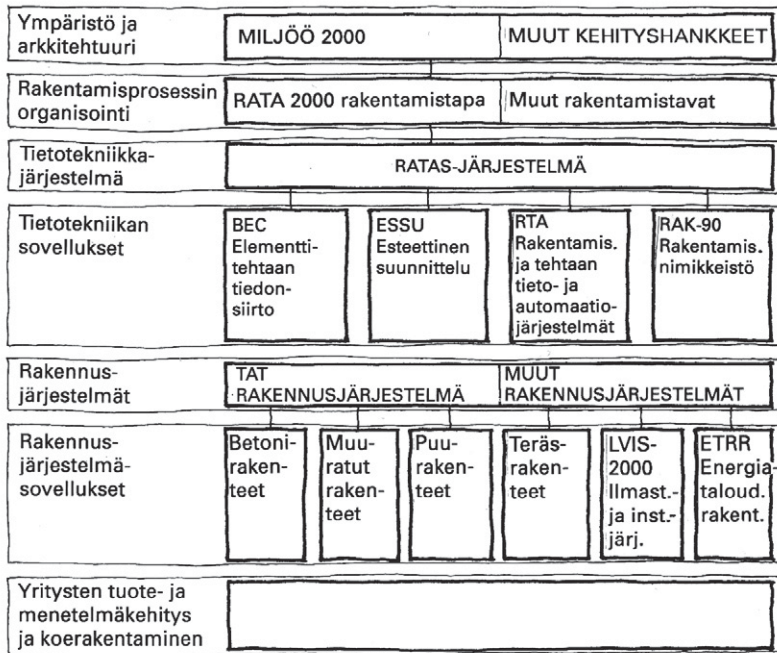 Ympäristö ja
arkkitehtuuri
MILJÖÖ 2000
MUUT KEHITYSHANKKEET
Rakentamisprosessin
organisointi
RATA 2000 rakentamistapa
Muut rakentamistavat
Tietotekniikka-
järjestelmä
RATAS-JÄRJESTELMÄ
Tietotekniikan
sovellukset
BEC
Elementti-
tehtaan
tiedon-
siirto
ESSU
Esteettinen
suunnittelu
RTA
Rakentamis.
ja tehtaan
tieto- ja
automaatio-
järjestelmät
RAK-90
Rakentamis.
nimikkeistö
Rakennus-
järjestelmät
TAT
RAKENNUSJÄRJESTELMÄ
MUUT
RAKENNUSJÄRJESTELMÄT
Rakennus-
järjestelmä-
sovellukset
Betoni-
raken-
teet
Muu-
ratut
raken-
teet
Puu-
raken-
teet
Teräs-
raken-
teet
LVIS-
2000
Ilmast.-
ja inst.-
järj.
ETRR
Energia-
taloud.
rakent.
Yritysten tuote- ja
menetelmäkehitys
ja koerakentaminen